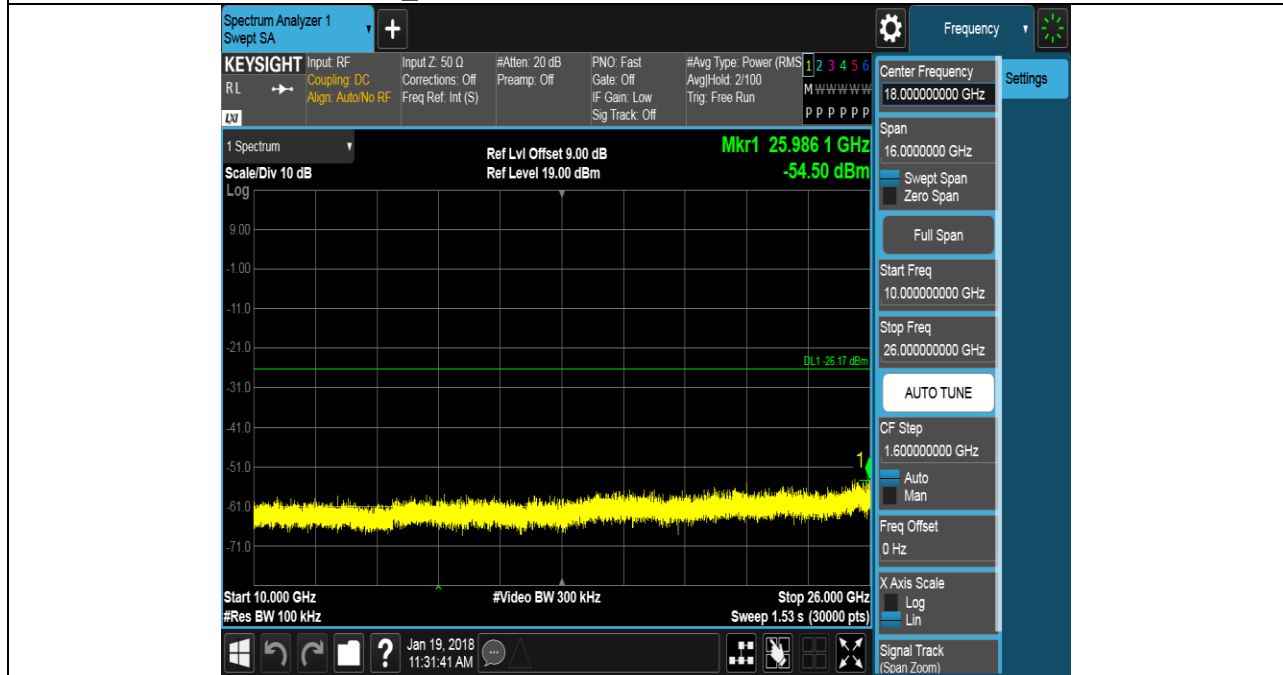 Spectrum Analyzer 1
Swept SA
+
Frequency
KEYSIGHT
RL
LXI
Input: RF
Coupling: DC
Align: Auto/No RF
Input Z: 50 Ω
Corrections: Off
Freq Ref: Int (S)
#Atten: 20 dB
Preamp: Off
PNO: Fast
Gate: Off
IF Gain: Low
Sig Track: Off
#Avg Type: Power (RMS
Avg|Hold: 2/100
Trig: Free Run
1 2 3 4 5 6
M W W W W W
P P P P P P
Center Frequency
18.000000000 GHz
Settings
Span
16.0000000 GHz
Swept Span
Zero Span
Full Span
Start Freq
10.000000000 GHz
Stop Freq
26.000000000 GHz
AUTO TUNE
CF Step
1.600000000 GHz
Auto
Man
Freq Offset
0 Hz
X Axis Scale
Log
Lin
Signal Track
(Span Zoom)
1 Spectrum
Scale/Div 10 dB
Ref Lvl Offset 9.00 dB
Ref Level 19.00 dBm
Mkr1 25.986 1 GHz
-54.50 dBm
Log
9.00
-1.00
-11.0
-21.0
DL1 -26.17 dBm
-31.0
-41.0
-51.0
1
-61.0
-71.0
Start 10.000 GHz
#Video BW 300 kHz
Stop 26.000 GHz
#Res BW 100 kHz
Sweep 1.53 s (30000 pts)
?
Jan 19, 2018
11:31:41 AM